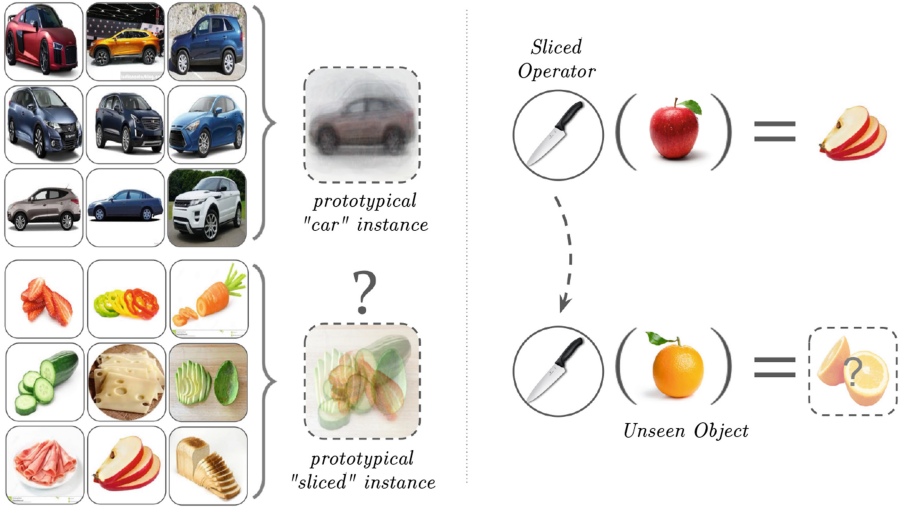 prototypical
"car" instance
?
prototypical
"sliced" instance
Sliced
Operator
( ) =
( ) =
?
Unseen Object